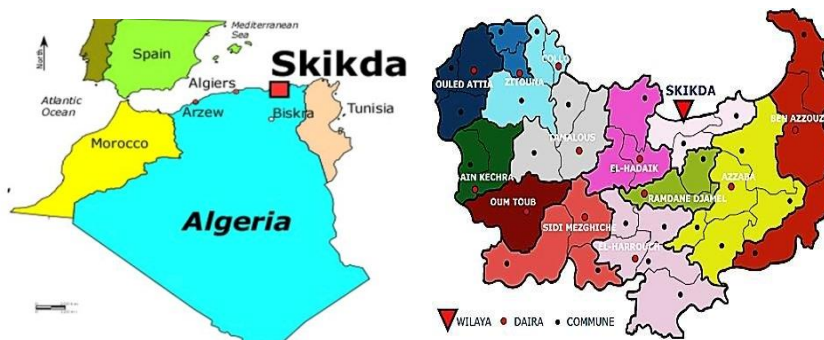 North
Mediterranean
Sea
Spain
Skikda
Algiers
Atlantic
Ocean
Arzew
Biskra
Tunisia
Morocco
Algeria
COLLO
OULED ATTIA
ZITOUNA
SKIKDA
BEN AZZOUZ
TAMALOUS
EL-HADAIK
AIN KECHRA
AZZABA
OUM TOUB
RAMDANE DJAMEL
SIDI MEZGHICHE
EL-HARROUCH
WILAYA
DAIRA
COMMUNE